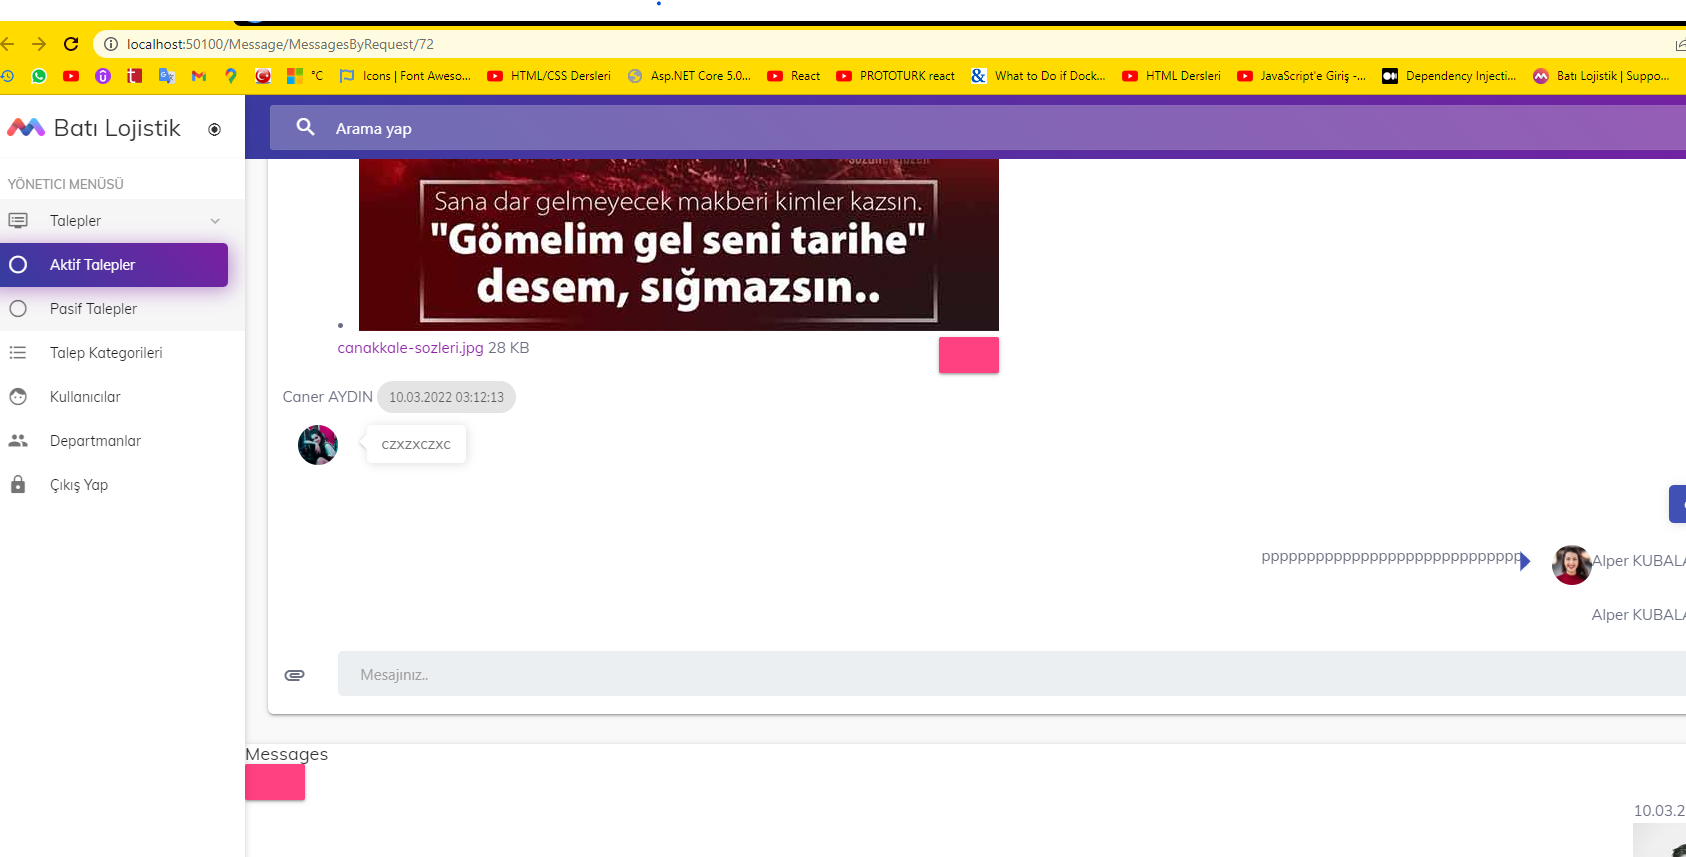 localhost:50100/Message/MessagesByRequest/72
°C
Icons | Font Aweso...
HTML/CSS Dersleri
Asp.NET Core 5.0...
React
PROTOTURK react
What to Do if Dock...
HTML Dersleri
JavaScript'e Giriş -...
Dependency Injecti...
Batı Lojistik | Suppo...
Batı Lojistik
Arama yap
YÖNETICI MENÜSÜ
Talepler
Aktif Talepler
Pasif Talepler
Talep Kategorileri
Kullanıcılar
Departmanlar
Çıkış Yap
Sana dar gelmeyecek makberi kimler kazsın.
"Gömelim gel seni tarihe"
desem, sığmazsın..
canakkale-sozleri.jpg 28 KB
Caner AYDIN 10.03.2022 03:12:13
czxzxczxc
ppppppppppppppppppppppppppppp
Alper KUBALA
Alper KUBALA
Mesajınız..
Messages
10.03.2